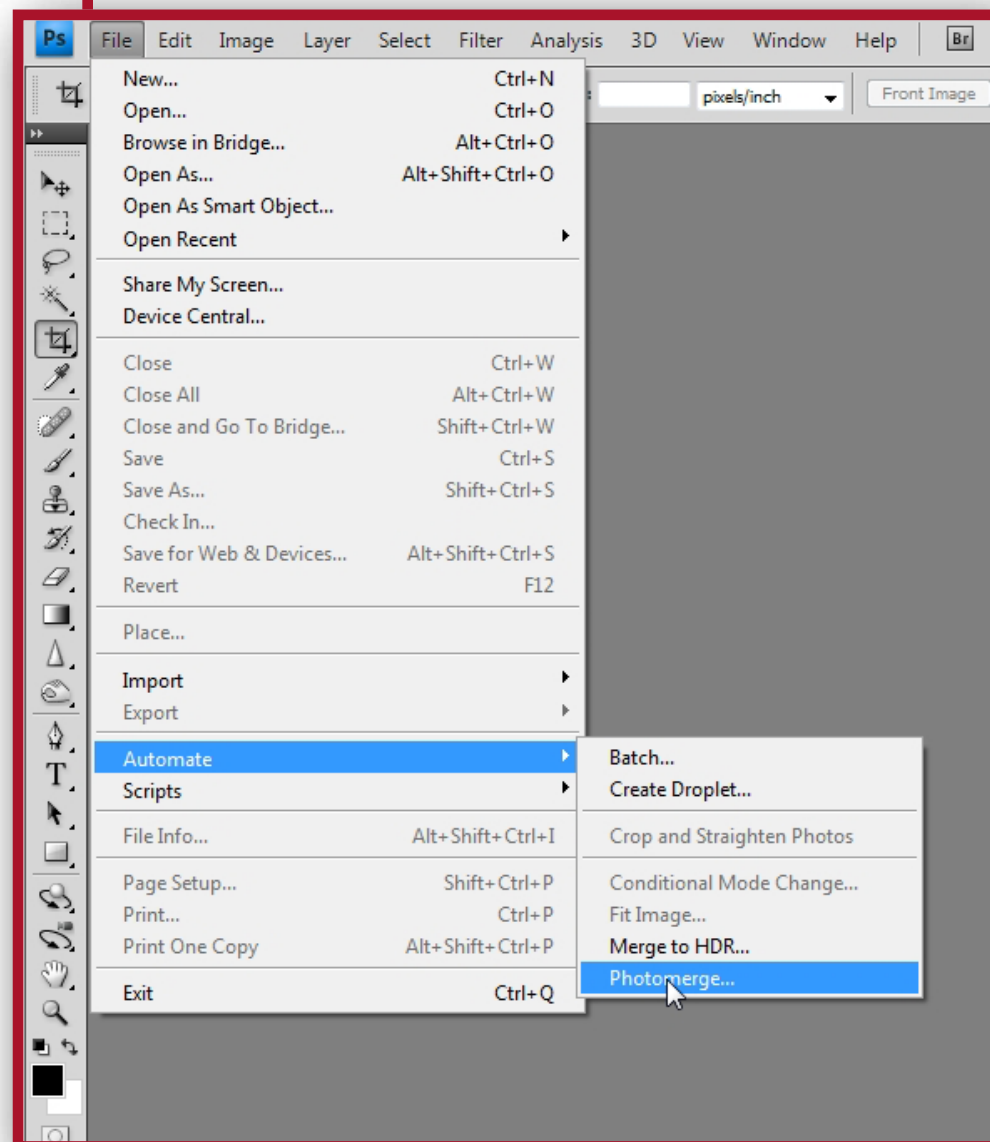 Ps File Edit Image Layer Select Filter Analysis 3D View Window Help Br
: pixels/inch Front Image
New... Ctrl+N
Open... Ctrl+O
Browse in Bridge... Alt+Ctrl+O
Open As... Alt+Shift+Ctrl+O
Open As Smart Object...
Open Recent
Share My Screen...
Device Central...
Close Ctrl+W
Close All Alt+Ctrl+W
Close and Go To Bridge... Shift+Ctrl+W
Save Ctrl+S
Save As... Shift+Ctrl+S
Check In...
Save for Web & Devices... Alt+Shift+Ctrl+S
Revert F12
Place...
Import
Export
Automate
Scripts
File Info... Alt+Shift+Ctrl+I
Page Setup... Shift+Ctrl+P
Print... Ctrl+P
Print One Copy Alt+Shift+Ctrl+P
Exit Ctrl+Q
Batch...
Create Droplet...
Crop and Straighten Photos
Conditional Mode Change...
Fit Image...
Merge to HDR...
Photomerge...
T